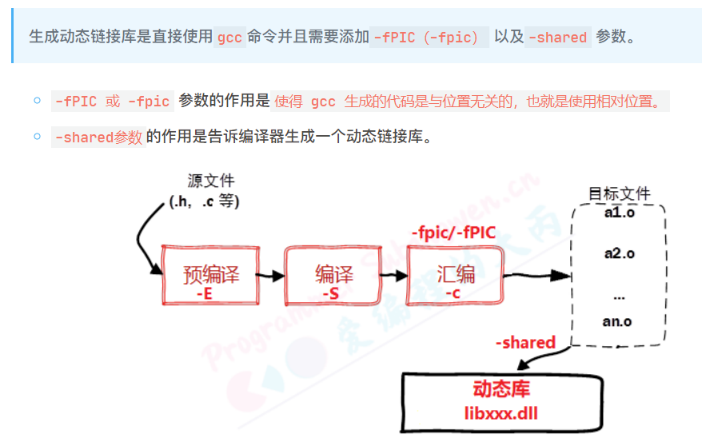 生成动态链接库是直接使用gcc命令并且需要添加-fPIC（-fpic） 以及-shared 参数。
-fPIC 或 -fpic 参数的作用是 使得 gcc 生成的代码是与位置无关的，也就是使用相对位置。
-shared参数的作用是告诉编译器生成一个动态链接库。
源文件
(.h, .c 等)
目标文件
a1.o
-fpic/-fPIC
预编译
-E
编译
-S
汇编
-c
a2.o
...
an.o
-shared
动态库
libxxx.dll
爱编程的大丙